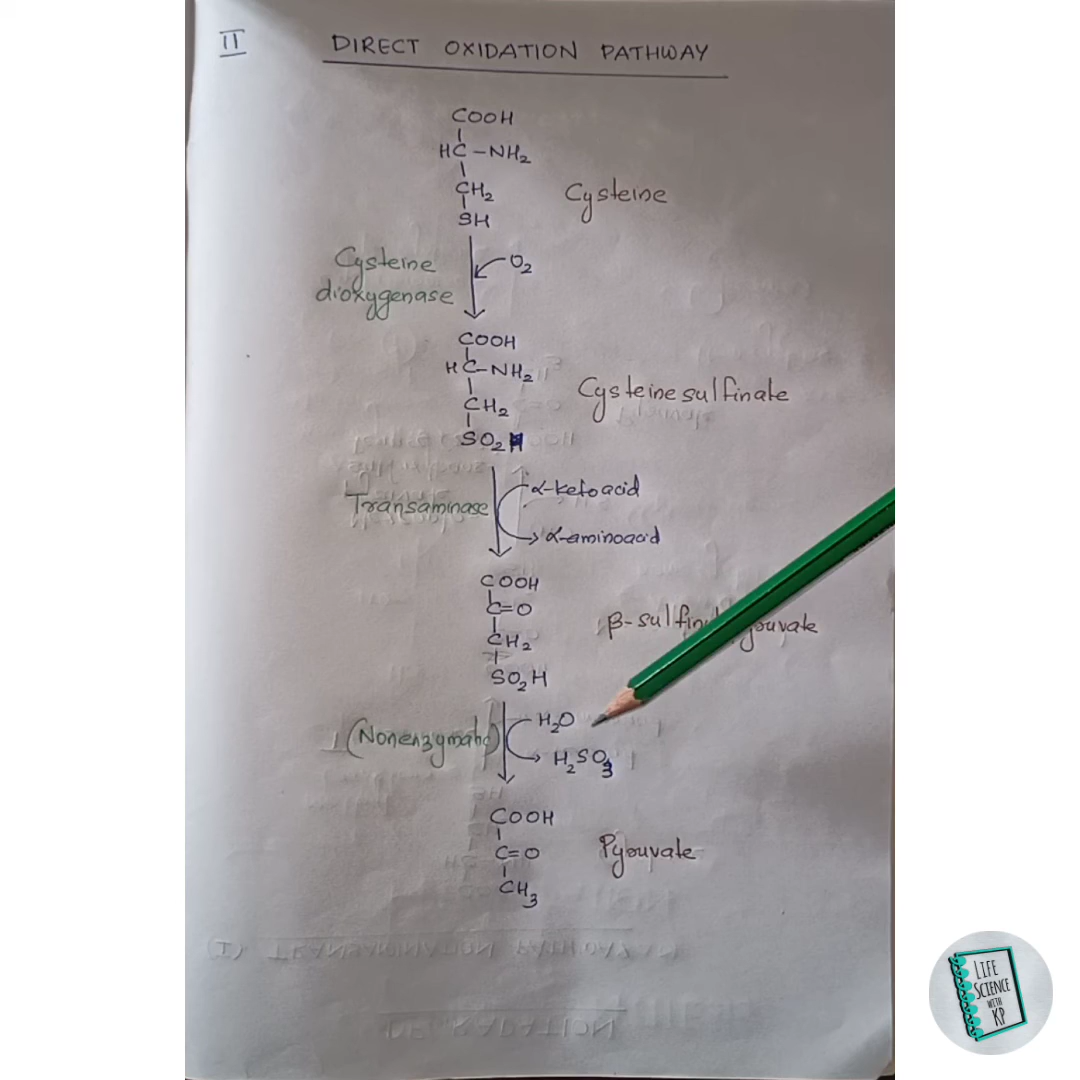 II
DIRECT OXIDATION PATHWAY
COOH
HC-NH2
CH2
SH
Cysteine
Cysteine
dioxygenase
O2
COOH
HC-NH2
CH2
SO2H
Cysteine sulfinate
Transaminase
α-ketoacid
α-aminoacid
COOH
C=O
CH2
SO2H
β-sulfin
(Nonenzymatic)
H2O
H2SO3
COOH
C=O
CH3
Pyruvate
LIFE
SCIENCE
WITH
KP